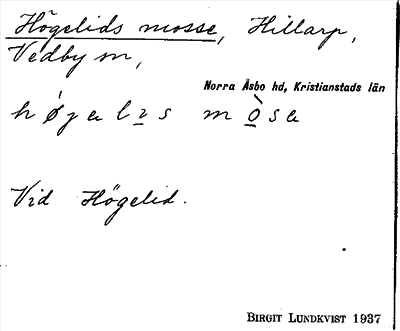 Högelids mosse, Hillarp,
Vedby sn,
Norra Åsbo hd, Kristianstads län
Vid Högelid.
BIRGIT LUNDKVIST 1937